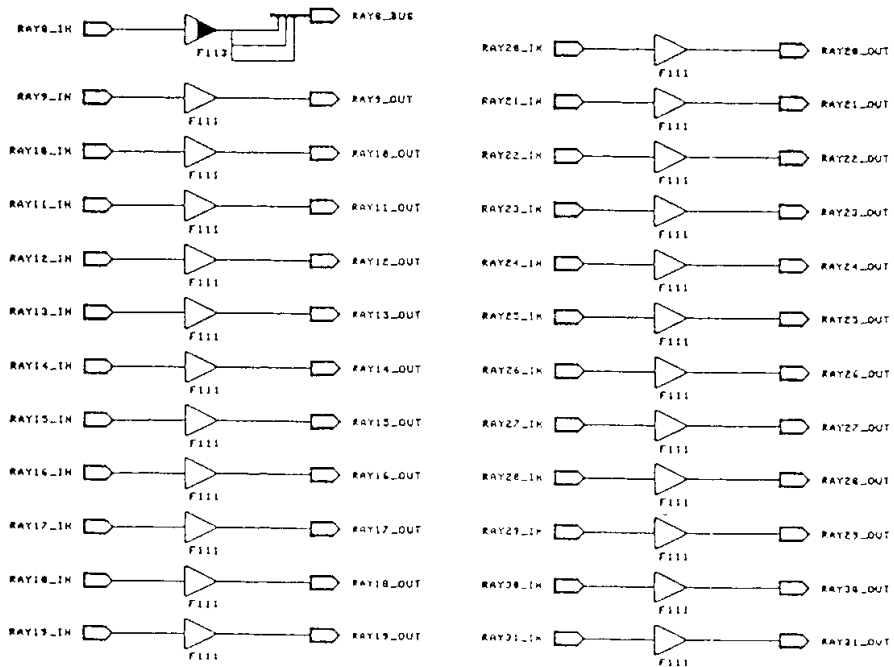 RAY8_IN RAY8_BUS
F113
RAY9_IN RAY9_OUT
F111
RAY10_IN RAY10_OUT
F111
RAY11_IN RAY11_OUT
F111
RAY12_IN RAY12_OUT
F111
RAY13_IN RAY13_OUT
F111
RAY14_IN RAY14_OUT
F111
RAY15_IN RAY15_OUT
F111
RAY16_IN RAY16_OUT
F111
RAY17_IN RAY17_OUT
F111
RAY18_IN RAY18_OUT
F111
RAY19_IN RAY19_OUT
F111
RAY20_IN RAY20_OUT
F111
RAY21_IN RAY21_OUT
F111
RAY22_IN RAY22_OUT
F111
RAY23_IN RAY23_OUT
F111
RAY24_IN RAY24_OUT
F111
RAY25_IN RAY25_OUT
F111
RAY26_IN RAY26_OUT
F111
RAY27_IN RAY27_OUT
F111
RAY28_IN RAY28_OUT
F111
RAY29_IN RAY29_OUT
F111
RAY30_IN RAY30_OUT
F111
RAY31_IN RAY31_OUT
F111